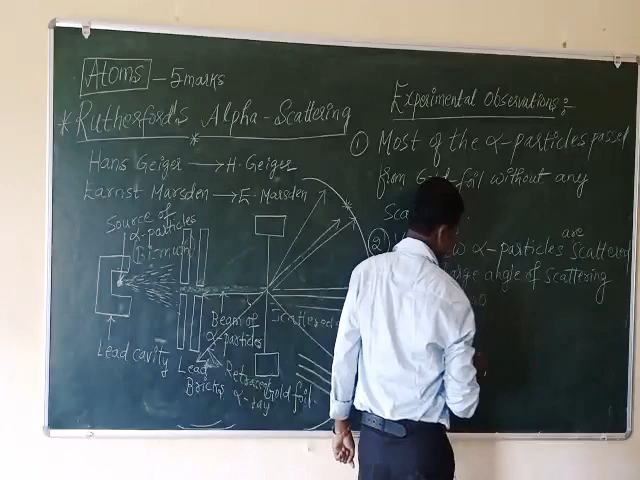 Atoms - 5 marks
* Rutherford's Alpha-Scattering
*
Hans Geiger → H. Geiger
Earnst Marsden → E. Marsden
Source of
α-particles
Bismuth
Lead cavity
Beam of
α-particles
Lead
Bricks
Retraced
α-ray
Gold foil.
Experimental Observations :-
① Most of the α-particles passed
from Gold foil without any
Sca
② α-particles are scattered
angle of scattering